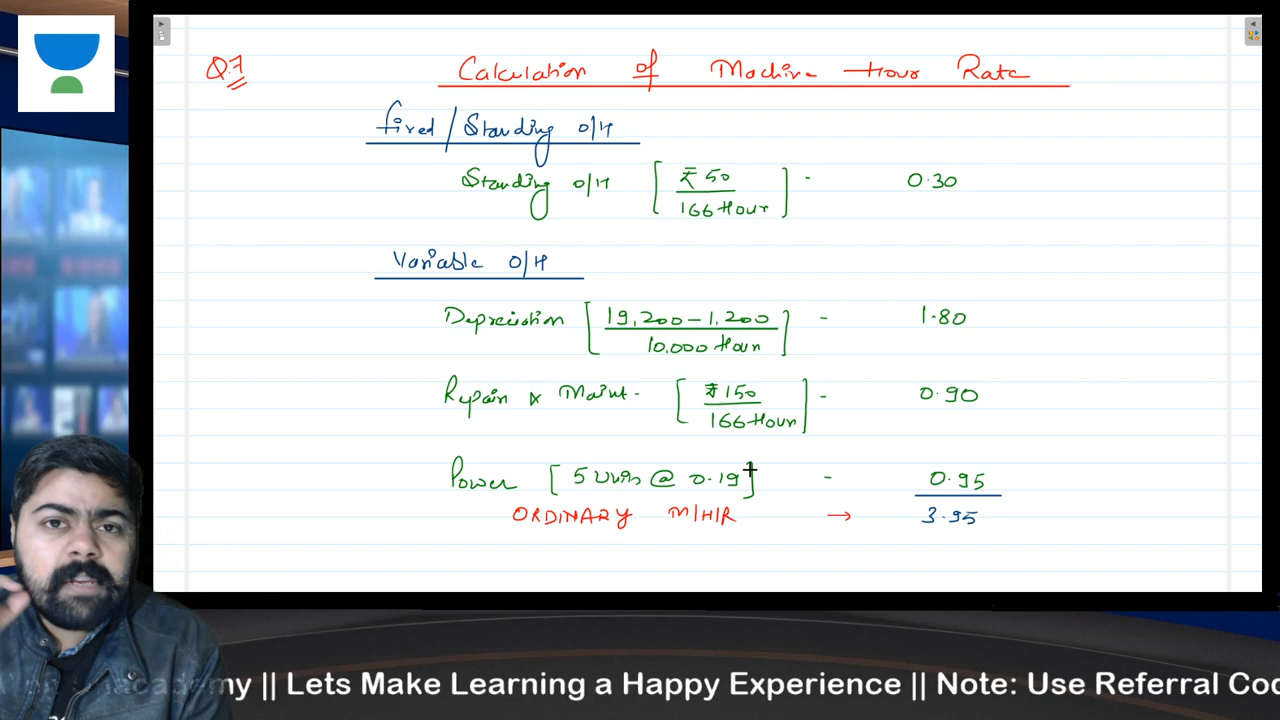 Q.7 Calculation of Machine Hour Rate
Fixed / Standing O/H
Standing O/H [ ₹ 50 / 166 Hour ] - 0.30
Variable O/H
Depreciation [ 19,200 - 1,200 / 10,000 Hour ] - 1.80
Repair & Maint. [ ₹ 150 / 166 Hour ] - 0.90
Power [ 5 Units @ 0.19 ] - 0.95
ORDINARY M/H/R → 3.95
my || Lets Make Learning a Happy Experience || Note: Use Referral Cod